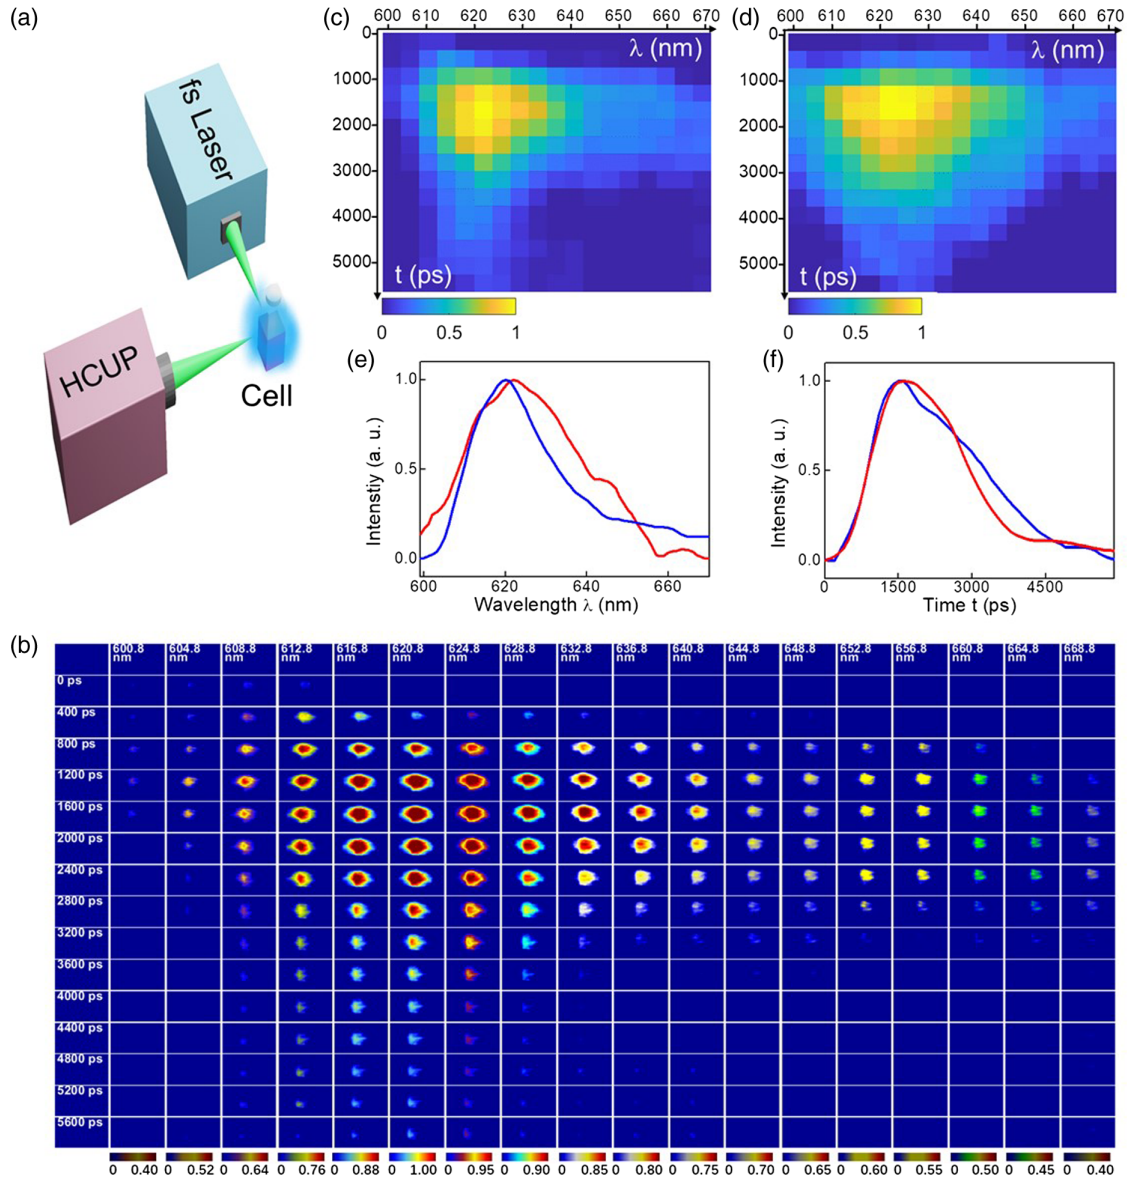 (a)
fs Laser
HCUP
Cell
(c)
600 610 620 630 640 650 660 670
λ (nm)
0
1000
2000
3000
4000
5000
t (ps)
0 0.5 1
(d)
600 610 620 630 640 650 660 670
λ (nm)
0
1000
2000
3000
4000
5000
t (ps)
0 0.5 1
(e)
1.0
0.5
0.0
Intenstiy (a. u.)
600 620 640 660
Wavelength λ (nm)
(f)
1.0
0.5
0.0
Intensity (a. u.)
0 1500 3000 4500
Time t (ps)
(b)
600.8 604.8 608.8 612.8 616.8 620.8 624.8 628.8 632.8 636.8 640.8 644.8 648.8 652.8 656.8 660.8 664.8 668.8
nm nm nm nm nm nm nm nm nm nm nm nm nm nm nm nm nm nm
0 ps
400 ps
800 ps
1200 ps
1600 ps
2000 ps
2400 ps
2800 ps
3200 ps
3600 ps
4000 ps
4400 ps
4800 ps
5200 ps
5600 ps
0 0.40 0 0.52 0 0.64 0 0.76 0 0.88 0 1.00 0 0.95 0 0.90 0 0.85 0 0.80 0 0.75 0 0.70 0 0.65 0 0.60 0 0.55 0 0.50 0 0.45 0 0.40